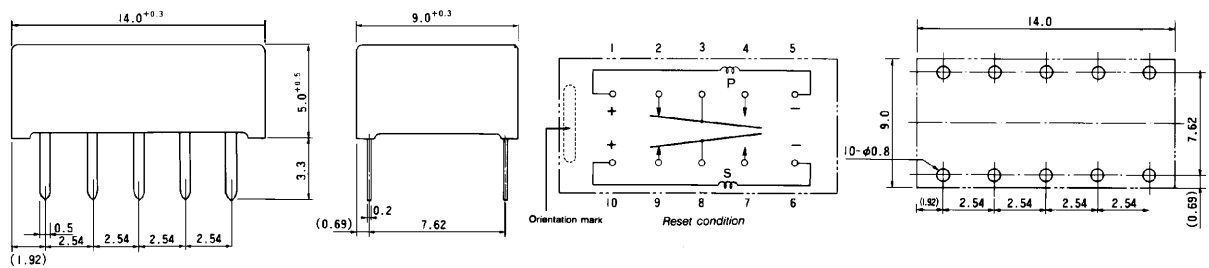 14.0+0.3
5.0+0.5
3.3
0.5
2.54 2.54 2.54 2.54
(1.92)
9.0+0.3
0.2
(0.69)
7.62
1 2 3 4 5
P
+ −
+ −
S
10 9 8 7 6
Orientation mark
Reset condition
14.0
9.0
7.62
10-φ0.8
(1.92) 2.54 2.54 2.54 2.54
(0.69)